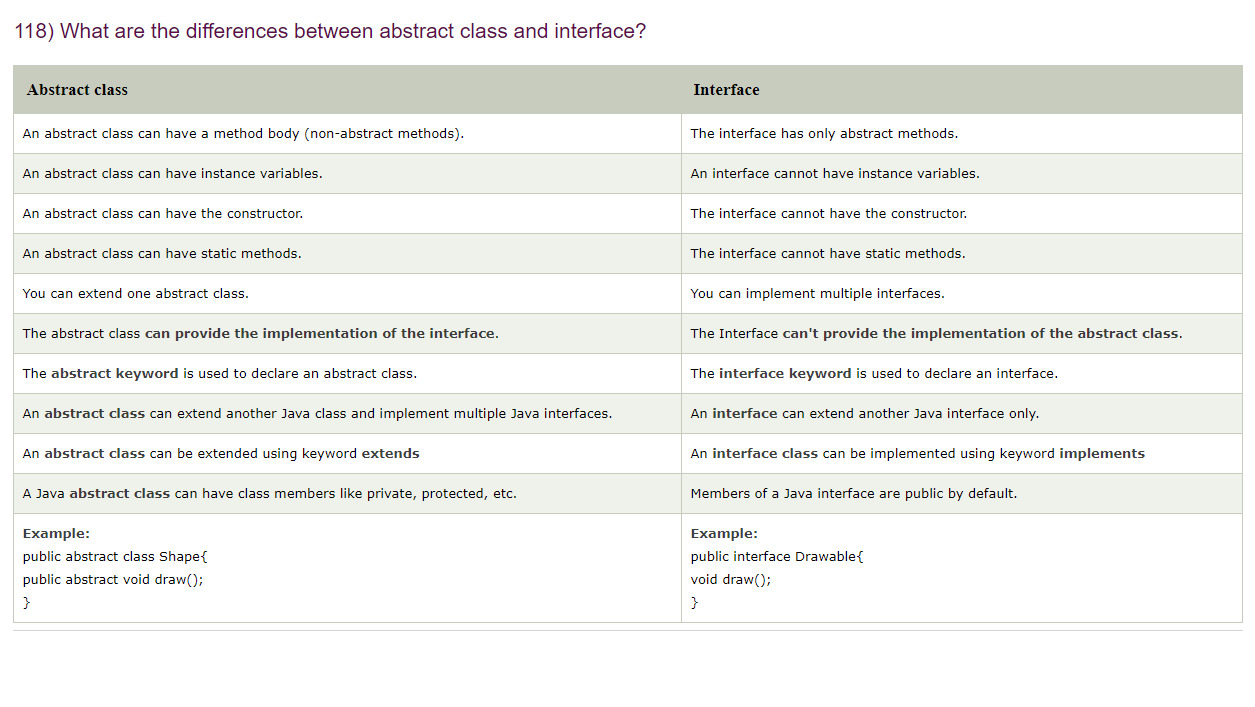 118) What are the differences between abstract class and interface?
Abstract class
Interface
An abstract class can have a method body (non-abstract methods).
The interface has only abstract methods.
An abstract class can have instance variables.
An interface cannot have instance variables.
An abstract class can have the constructor.
The interface cannot have the constructor.
An abstract class can have static methods.
The interface cannot have static methods.
You can extend one abstract class.
You can implement multiple interfaces.
The abstract class can provide the implementation of the interface.
The Interface can't provide the implementation of the abstract class.
The abstract keyword is used to declare an abstract class.
The interface keyword is used to declare an interface.
An abstract class can extend another Java class and implement multiple Java interfaces.
An interface can extend another Java interface only.
An abstract class can be extended using keyword extends
An interface class can be implemented using keyword implements
A Java abstract class can have class members like private, protected, etc.
Members of a Java interface are public by default.
Example:
public abstract class Shape{
public abstract void draw();
}
Example:
public interface Drawable{
void draw();
}